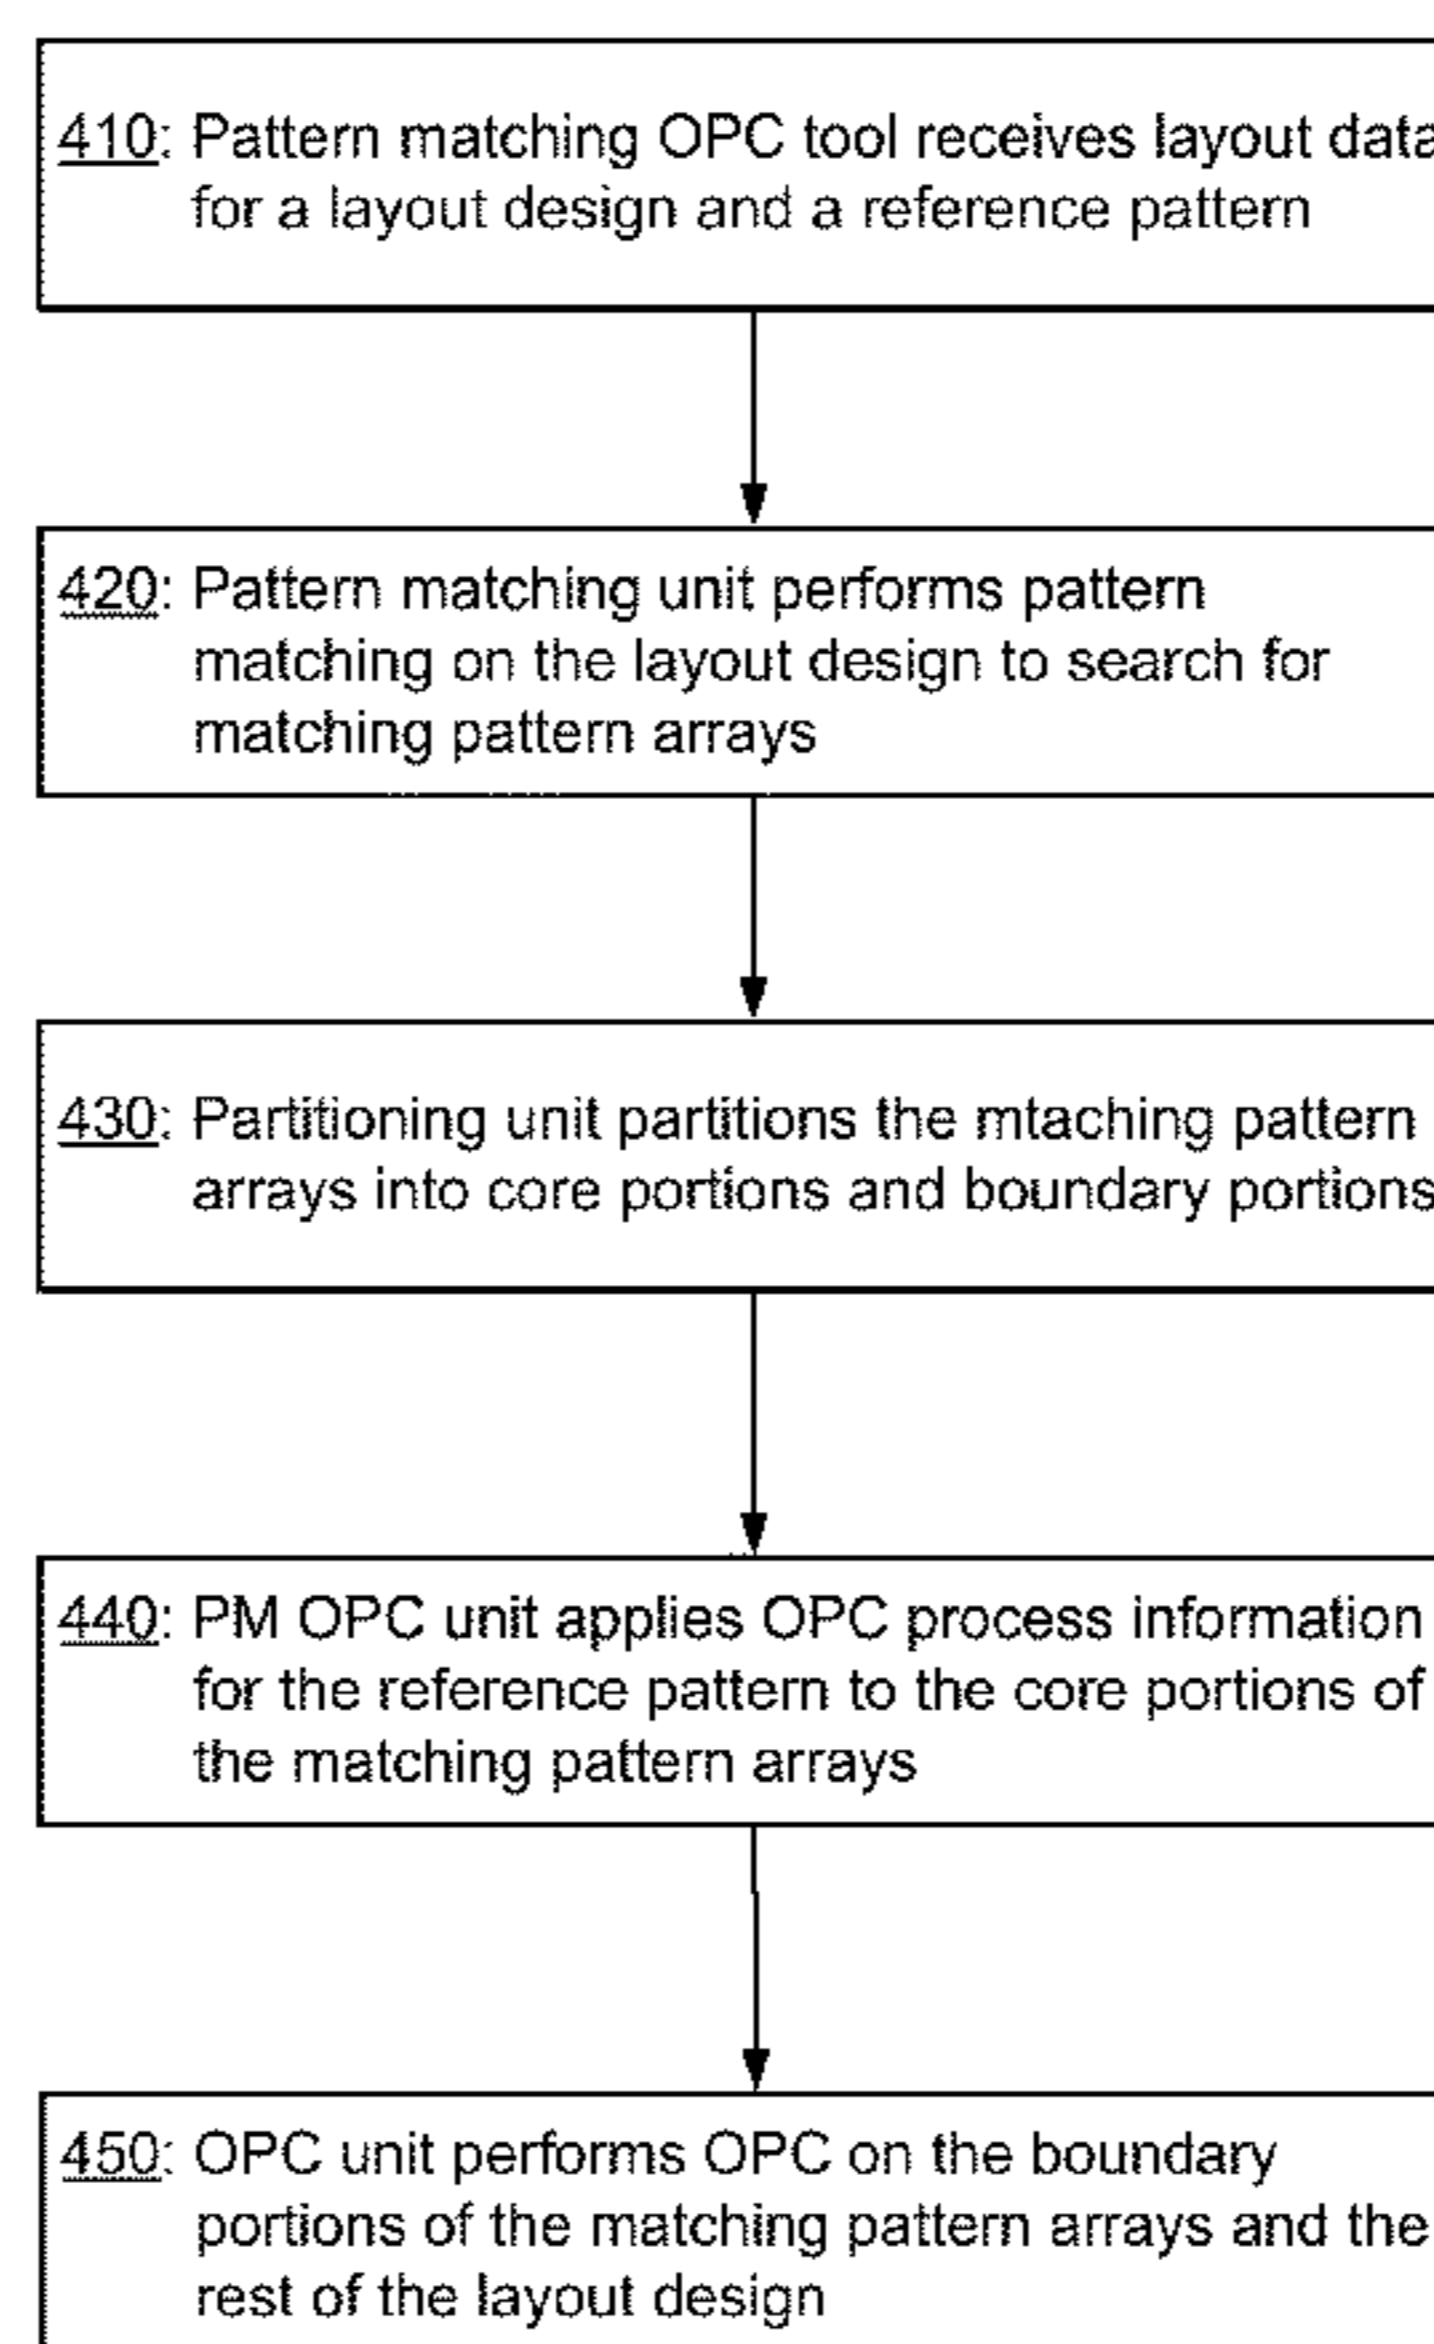 410: Pattern matching OPC tool receives layout data
for a layout design and a reference pattern
420: Pattern matching unit performs pattern
matching on the layout design to search for
matching pattern arrays
430: Partitioning unit partitions the mtaching pattern
arrays into core portions and boundary portions
440: PM OPC unit applies OPC process information
for the reference pattern to the core portions of
the matching pattern arrays
450: OPC unit performs OPC on the boundary
portions of the matching pattern arrays and the
rest of the layout design